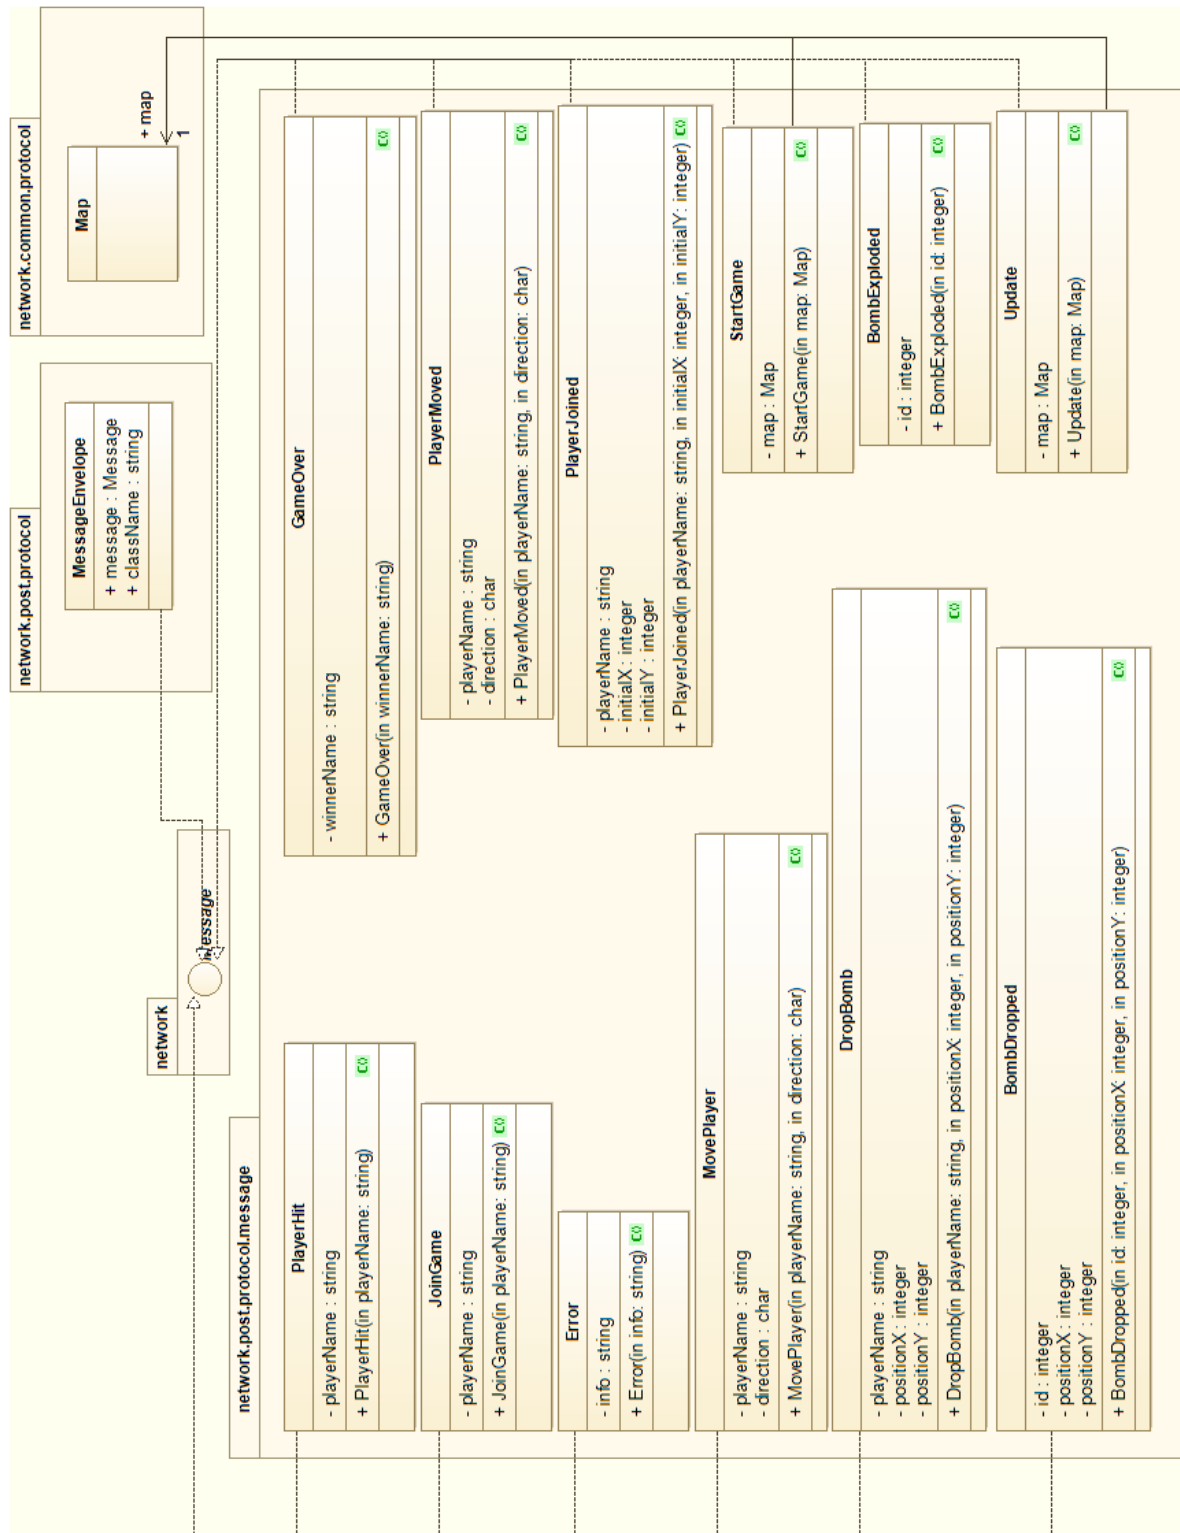 network.post.protocol.message
PlayerHit
- playerName : string
+ PlayerHit(in playerName: string)
C()
JoinGame
- playerName : string
+ JoinGame(in playerName: string)
C()
Error
- info : string
+ Error(in info: string)
C()
MovePlayer
- playerName : string
- direction : char
+ MovePlayer(in playerName: string, in direction: char)
C()
DropBomb
- playerName : string
- positionX : integer
- positionY : integer
+ DropBomb(in playerName: string, in positionX: integer, in positionY: integer)
C()
BombDropped
- id : integer
- positionX : integer
- positionY : integer
+ BombDropped(in id: integer, in positionX: integer, in positionY: integer)
C()
network
Message
network.post.protocol
MessageEnvelope
+ message : Message
+ className : string
network.common.protocol
Map
+ map
1
GameOver
- winnerName : string
+ GameOver(in winnerName: string)
C()
PlayerMoved
- playerName : string
- direction : char
+ PlayerMoved(in playerName: string, in direction: char)
C()
PlayerJoined
- playerName : string
- initialX : integer
- initialY : integer
+ PlayerJoined(in playerName: string, in initialX: integer, in initialY: integer)
C()
StartGame
- map : Map
+ StartGame(in map: Map)
C()
BombExploded
- id : integer
+ BombExploded(in id: integer)
C()
Update
- map : Map
+ Update(in map: Map)
C()